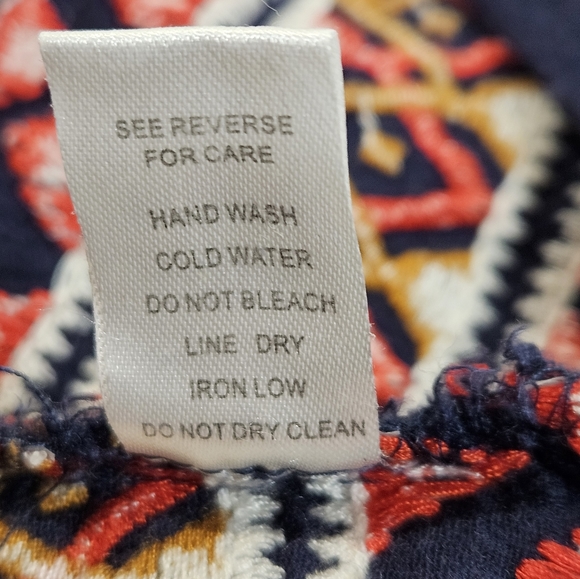 SEE REVERSE
FOR CARE
HAND WASH
COLD WATER
DO NOT BLEACH
LINE DRY
IRON LOW
DO NOT DRY CLEAN